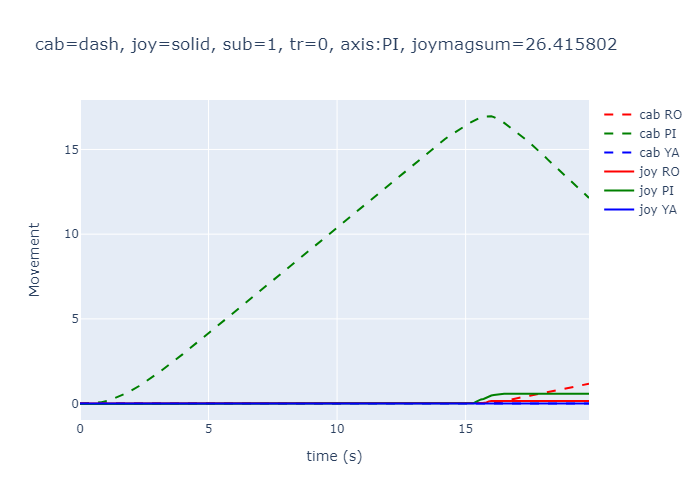 cab=dash, joy=solid, sub=1, tr=0, axis:PI, joymagsum=26.415802
cab RO
cab PI
cab YA
joy RO
joy PI
joy YA
Movement
15
10
5
0
0 5 10 15
time (s)